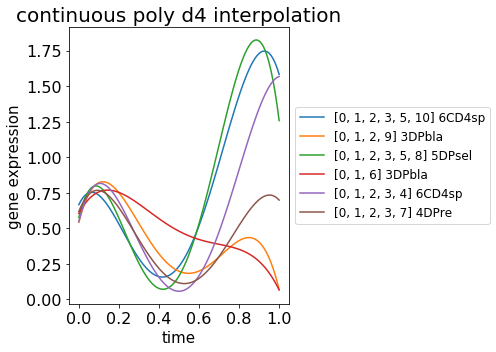 continuous poly d4 interpolation
gene expression
1.75
1.50
1.25
1.00
0.75
0.50
0.25
0.00
0.0 0.2 0.4 0.6 0.8 1.0
time
[0, 1, 2, 3, 5, 10] 6CD4sp
[0, 1, 2, 9] 3DPbla
[0, 1, 2, 3, 5, 8] 5DPsel
[0, 1, 6] 3DPbla
[0, 1, 2, 3, 4] 6CD4sp
[0, 1, 2, 3, 7] 4DPre